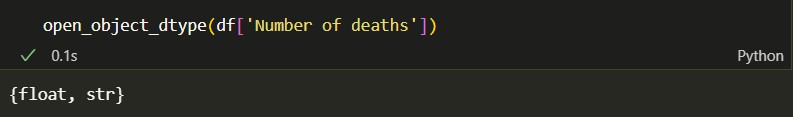 open_object_dtype(df['Number of deaths'])
✓ 0.1s
Python
{float, str}